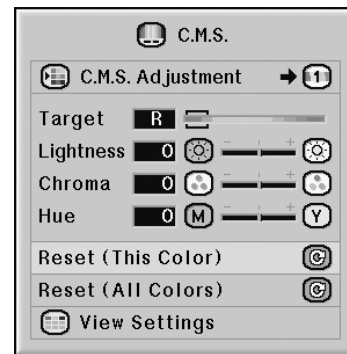 C.M.S.
C.M.S. Adjustment 1
Target R
Lightness 0 - +
Chroma 0 - +
Hue 0 M - + Y
Reset (This Color)
Reset (All Colors)
View Settings